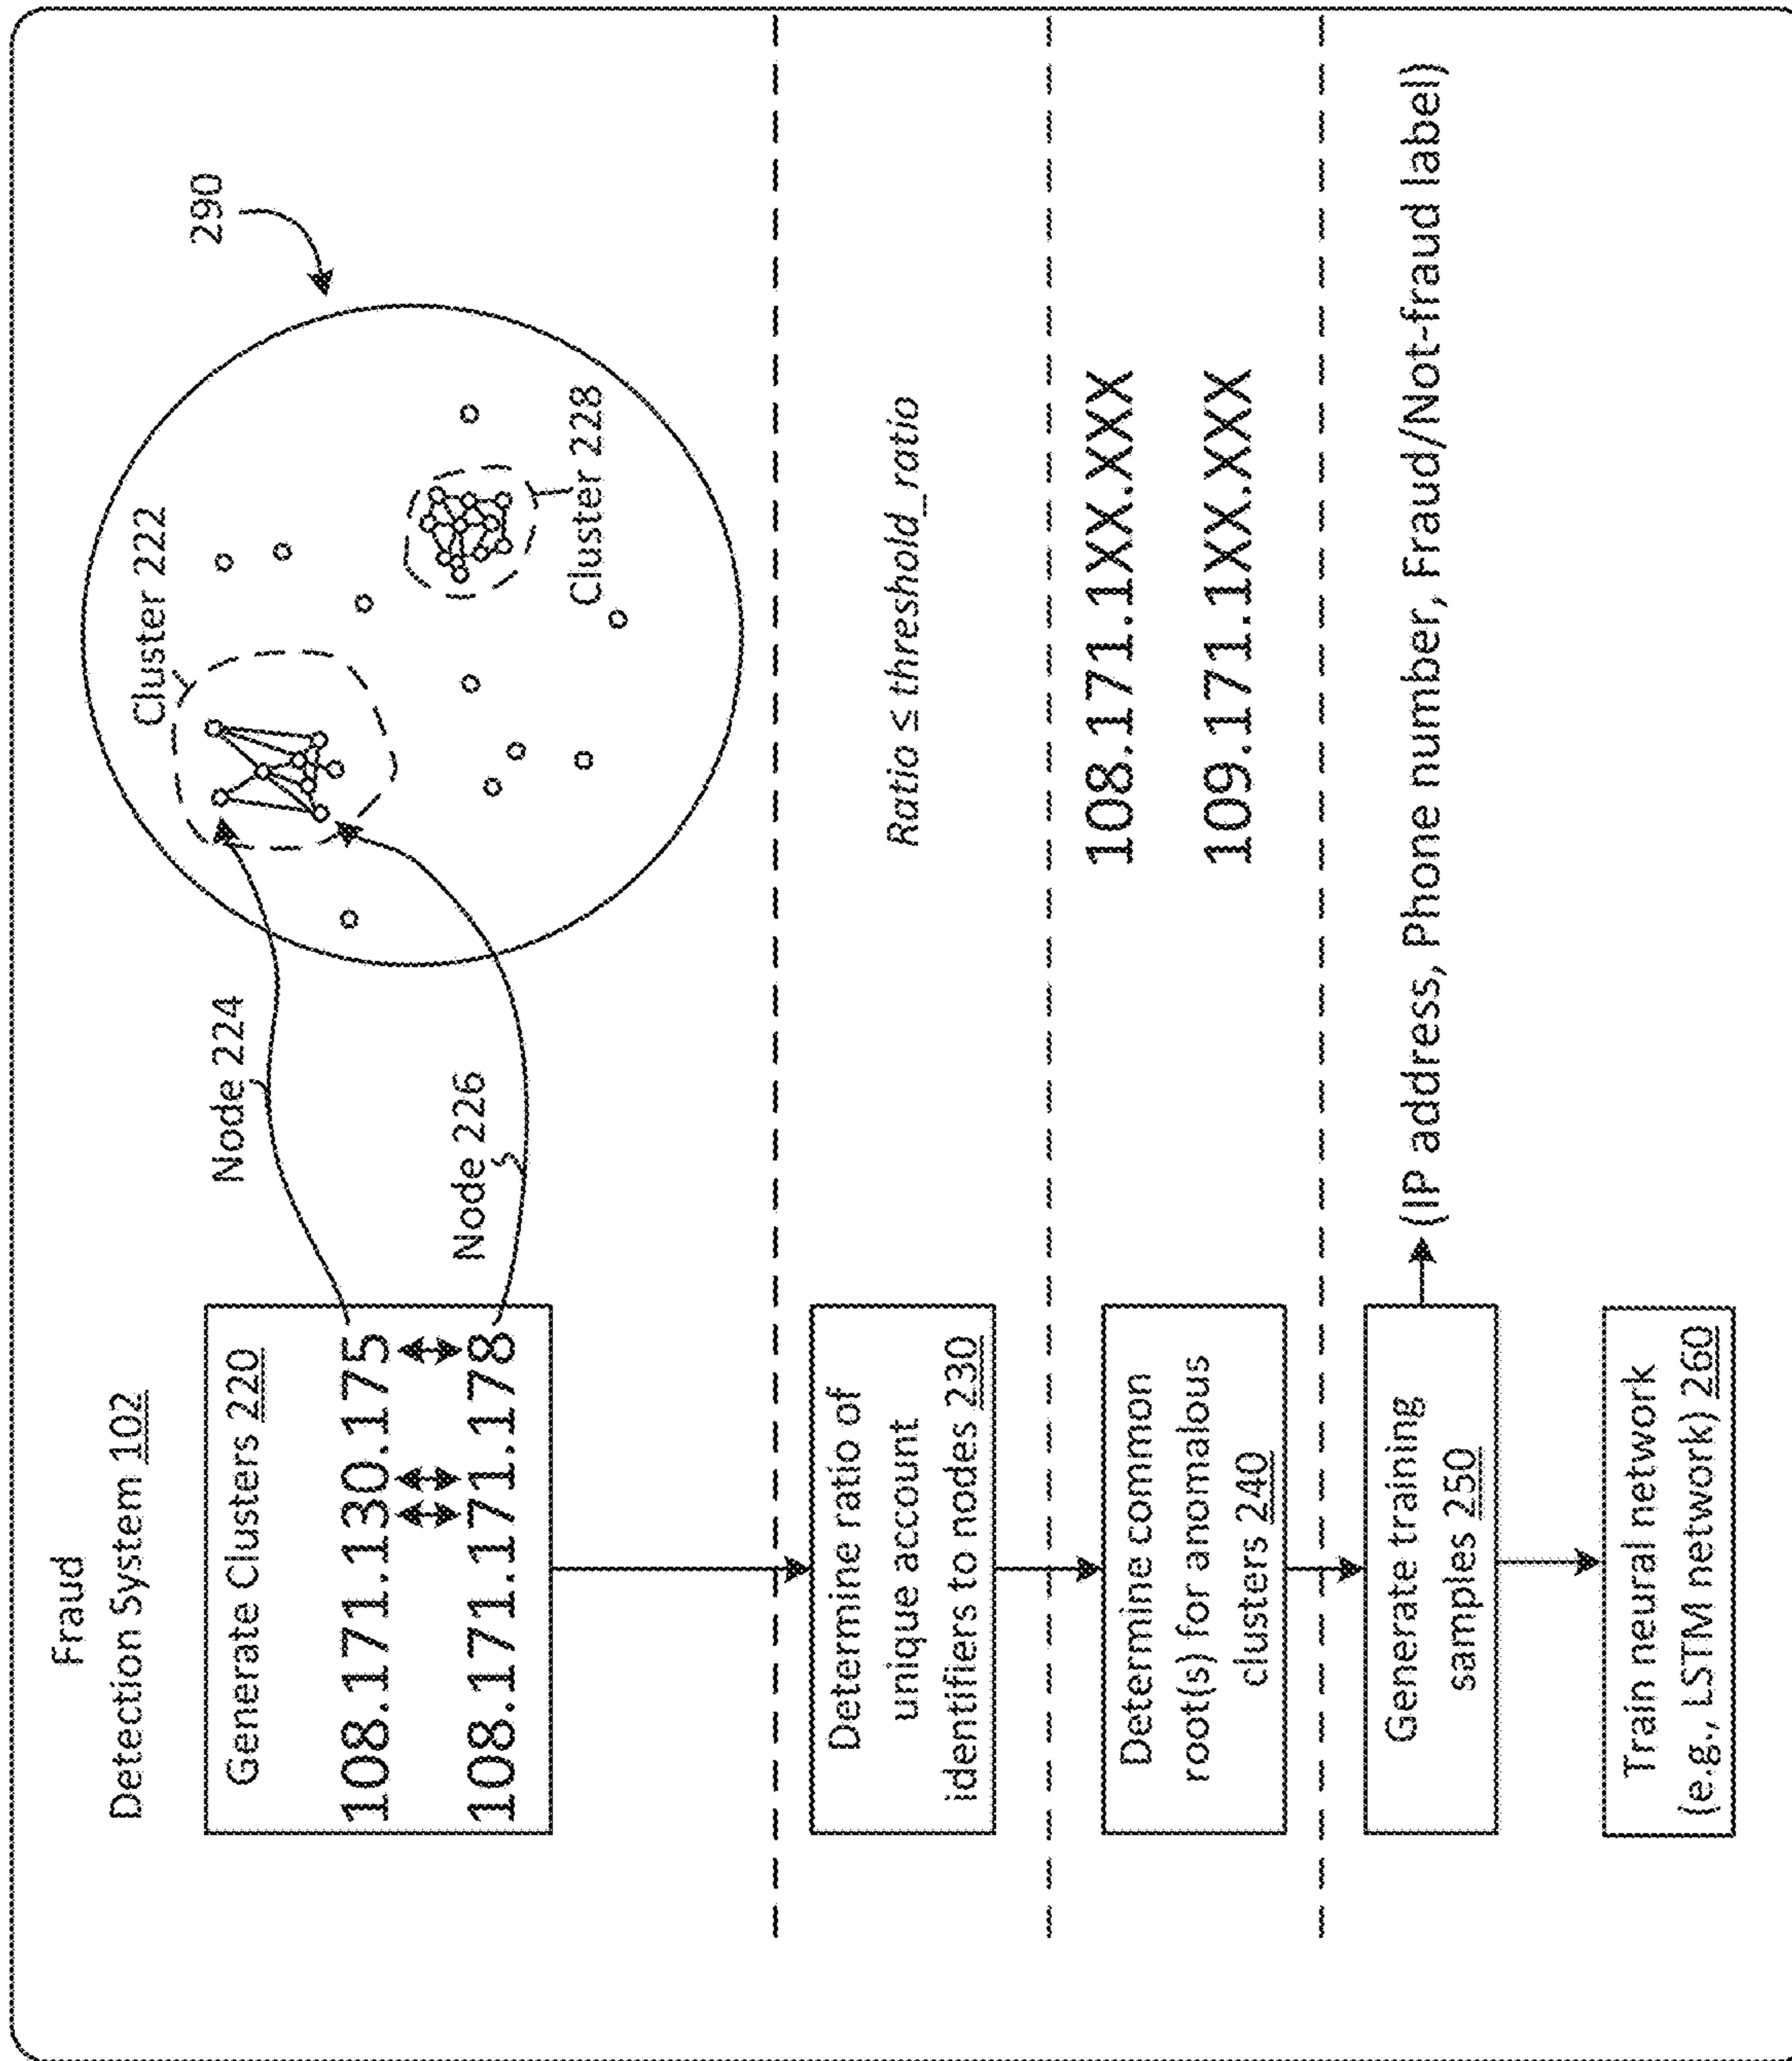 Fraud
Detection System 102
Generate Clusters 220
108.171.130.175
108.171.171.178
Node 224
Node 226
Cluster 222
Cluster 228
290
Determine ratio of
unique account
identifiers to nodes 230
Ratio ≤ threshold_ratio
Determine common
root(s) for anomalous
clusters 240
108.171.1XX.XXX
109.171.1XX.XXX
Generate training
samples 250
(IP address, Phone number, Fraud/Not-fraud label)
Train neural network
(e.g., LSTM network) 260